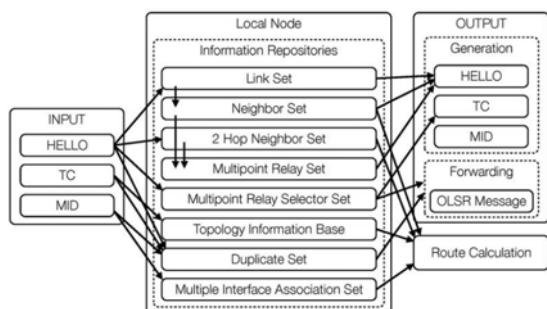 Local Node
Information Repositories
Link Set
Neighbor Set
2 Hop Neighbor Set
Multipoint Relay Set
Multipoint Relay Selector Set
Topology Information Base
Duplicate Set
Multiple Interface Association Set
INPUT
HELLO
TC
MID
OUTPUT
Generation
HELLO
TC
MID
Forwarding
OLSR Message
Route Calculation